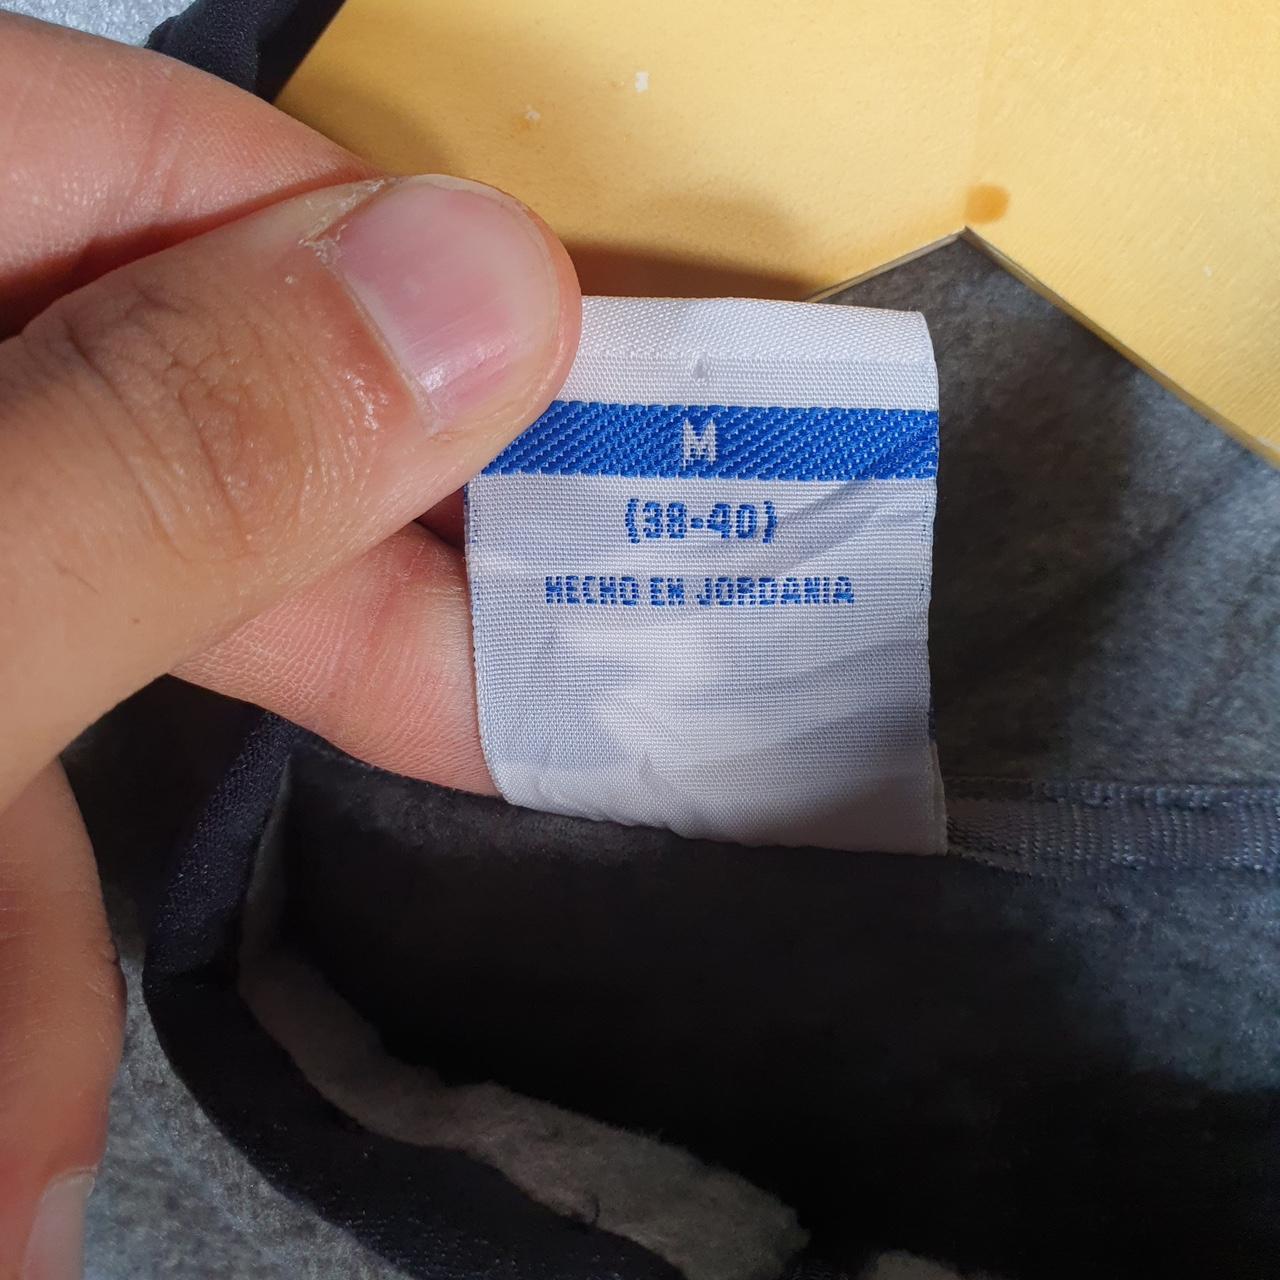 M
(38-40)
HECHO EN JORDANIA